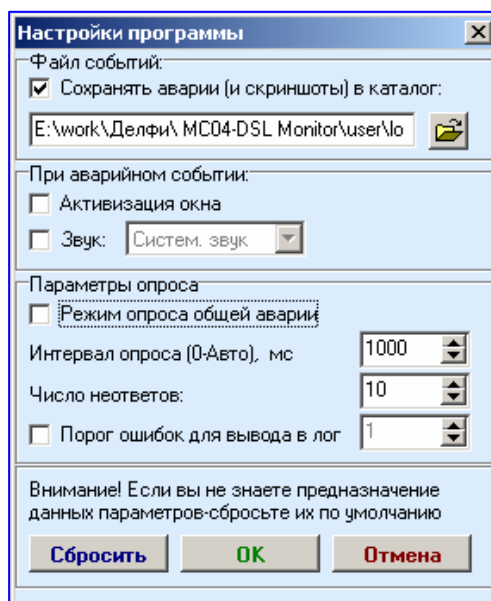 Настройки программы
Файл событий:
Сохранять аварии (и скриншоты) в каталог:
E:\work\Делфи\ MC04-DSL Monitor\user\lo
При аварийном событии:
Активизация окна
Звук: Систем. звук
Параметры опроса
Режим опроса общей аварии
Интервал опроса (0-Авто), мс 1000
Число неответов: 10
Порог ошибок для вывода в лог 1
Внимание! Если вы не знаете предназначение
данных параметров-сбросьте их по умолчанию
Сбросить OK Отмена